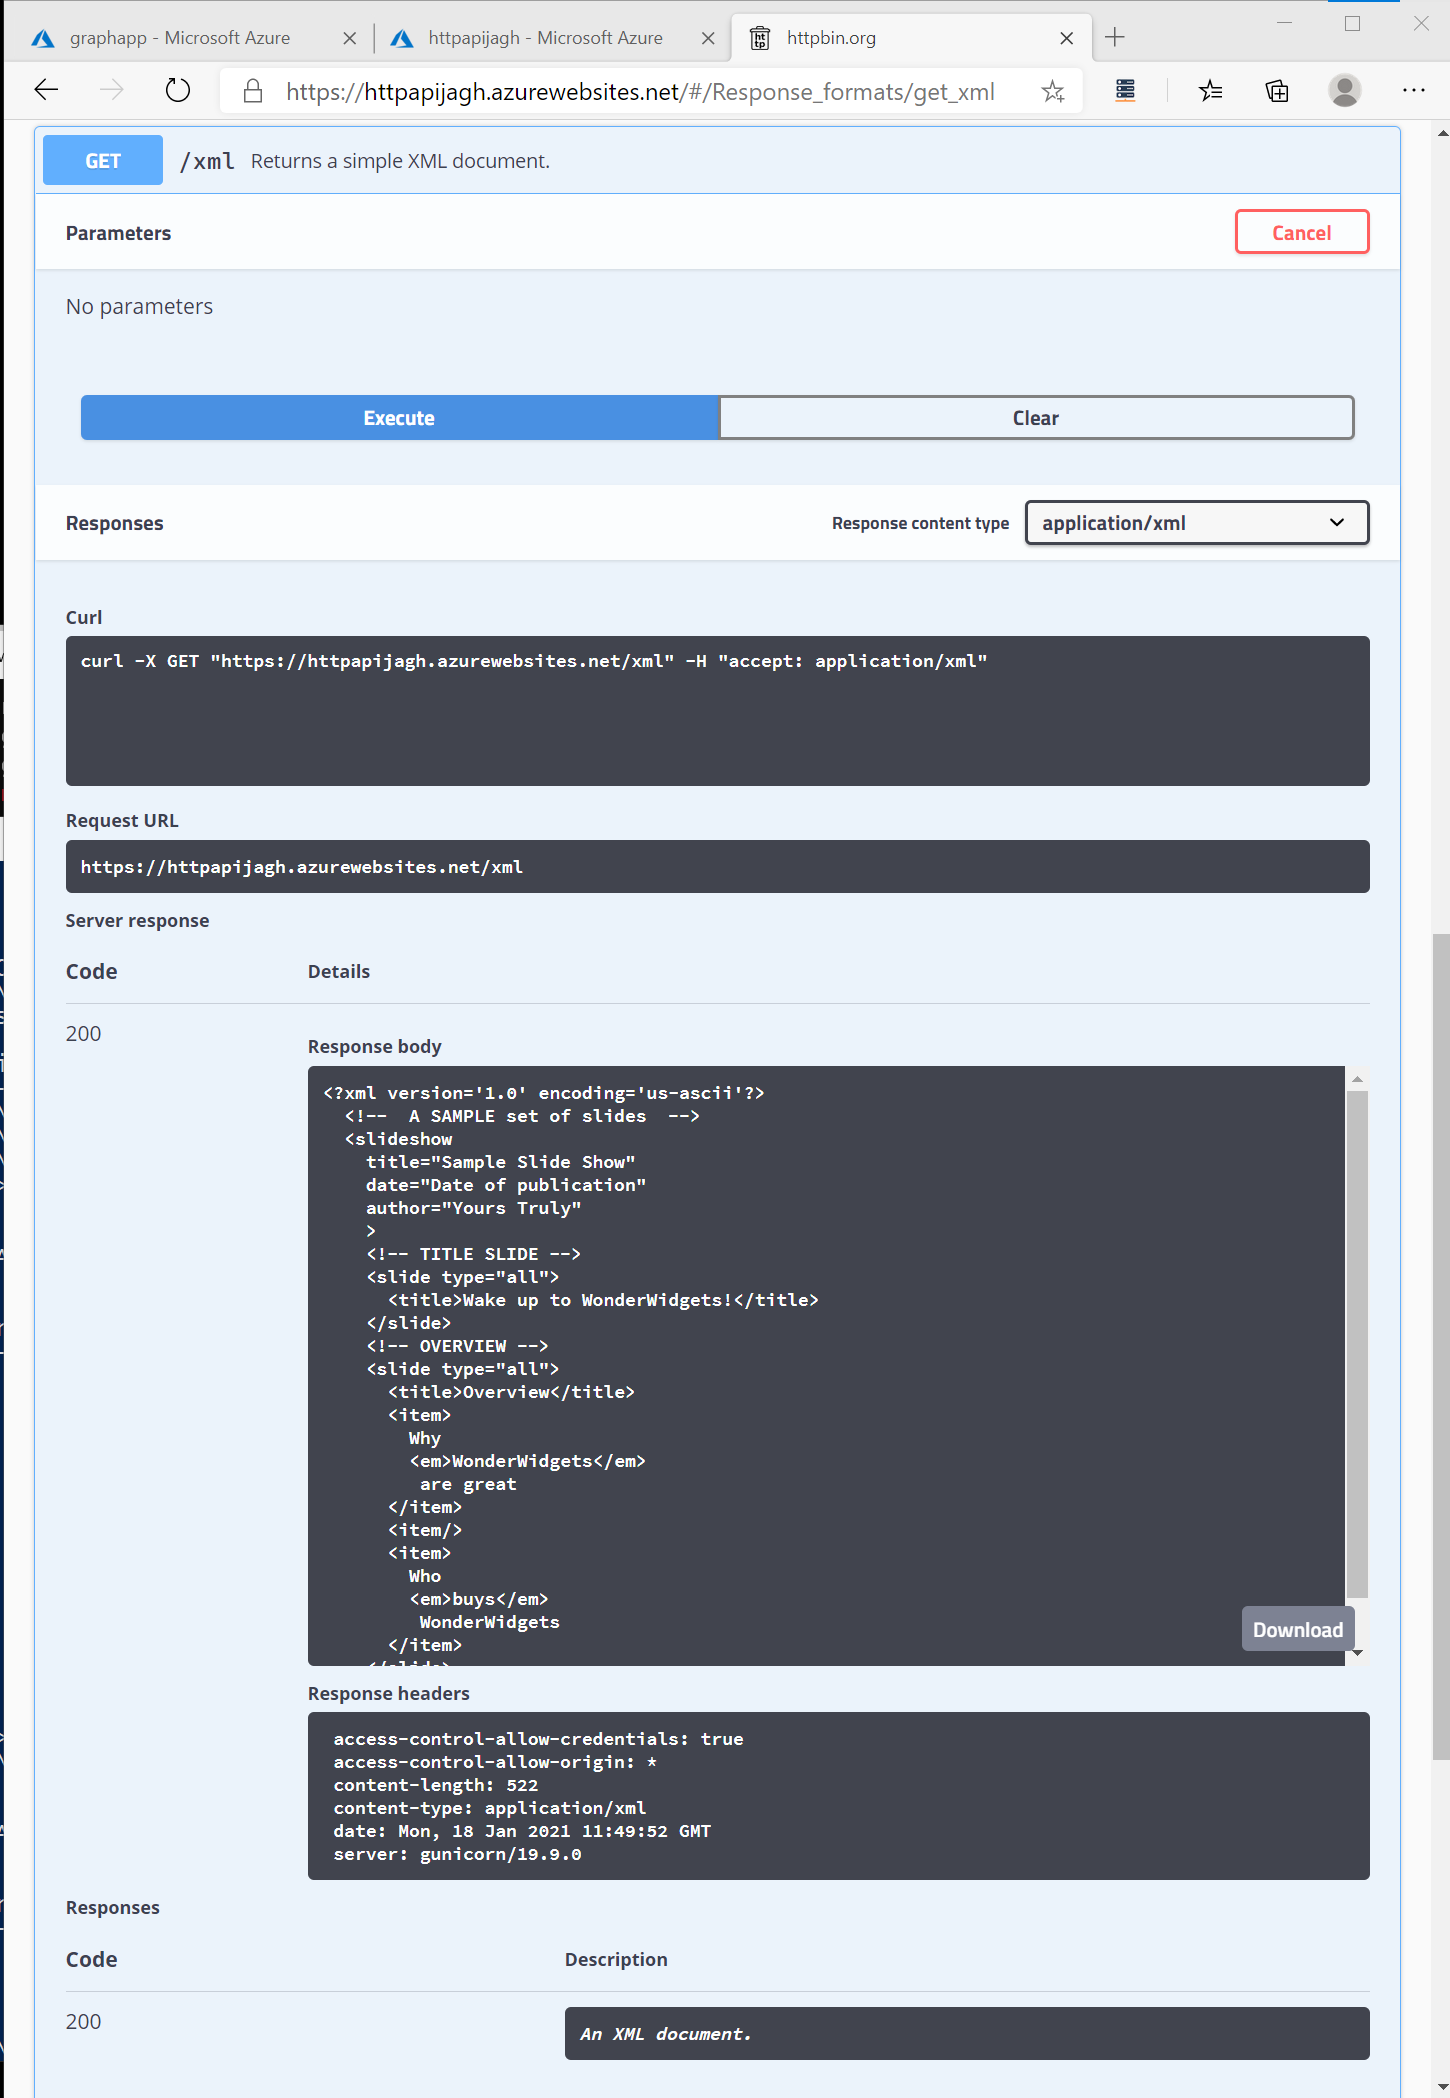 graphapp - Microsoft Azure
httpapijagh - Microsoft Azure
httpbin.org
https://httpapijagh.azurewebsites.net/#/Response_formats/get_xml
GET /xml Returns a simple XML document.
Parameters
Cancel
No parameters
Execute
Clear
Responses
Response content type
application/xml
Curl
curl -X GET "https://httpapijagh.azurewebsites.net/xml" -H "accept: application/xml"
Request URL
https://httpapijagh.azurewebsites.net/xml
Server response
Code Details
200
Response body
<?xml version='1.0' encoding='us-ascii'?>
  <!--  A SAMPLE set of slides  -->
  <slideshow
    title="Sample Slide Show"
    date="Date of publication"
    author="Yours Truly"
    >
    <!-- TITLE SLIDE -->
    <slide type="all">
      <title>Wake up to WonderWidgets!</title>
    </slide>
    <!-- OVERVIEW -->
    <slide type="all">
      <title>Overview</title>
      <item>
        Why
        <em>WonderWidgets</em>
         are great
      </item>
      <item/>
      <item>
        Who
        <em>buys</em>
         WonderWidgets
      </item>
Download
Response headers
access-control-allow-credentials: true
access-control-allow-origin: *
content-length: 522
content-type: application/xml
date: Mon, 18 Jan 2021 11:49:52 GMT
server: gunicorn/19.9.0
Responses
Code Description
200
An XML document.